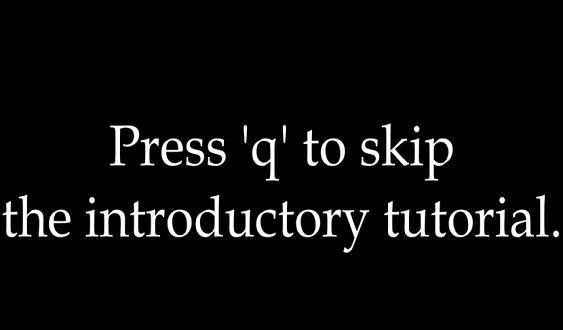 Press 'q' to skip
the introductory tutorial.